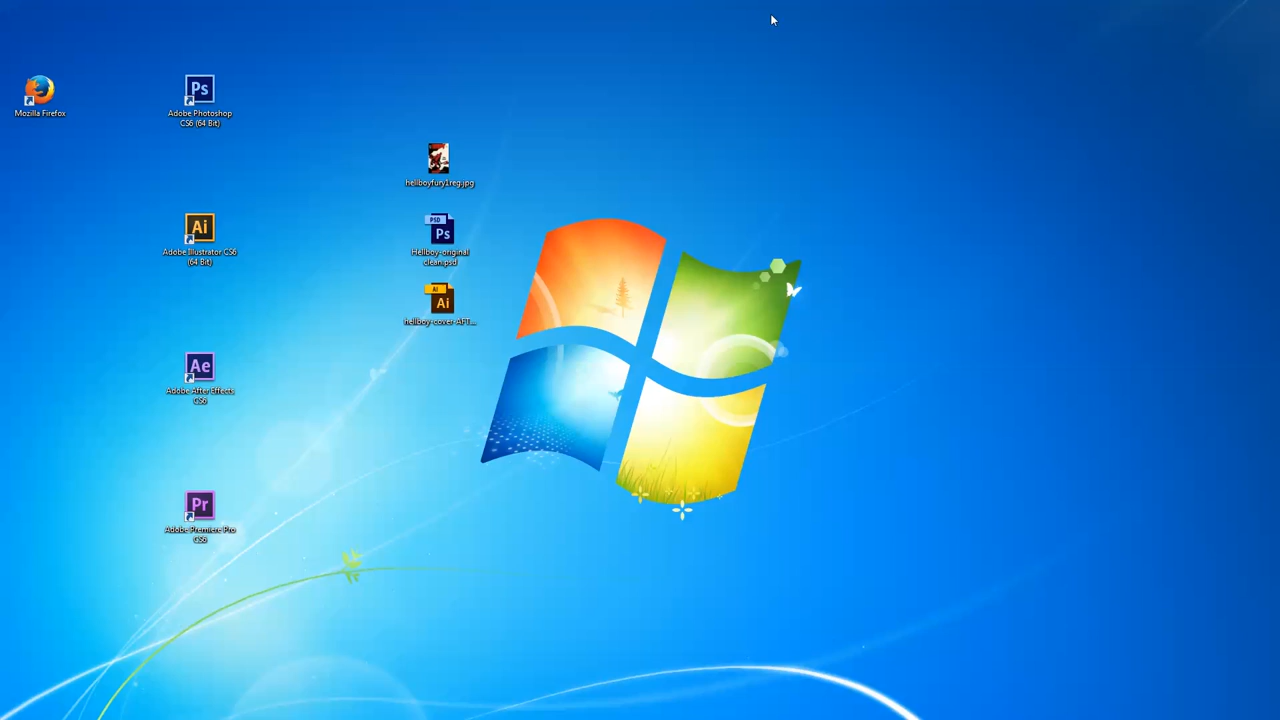 Mozilla Firefox
Ps
Adobe Photoshop
CS6 (64 Bit)
hellboyfury1reg.jpg
Ai
Adobe Illustrator CS6
(64 Bit)
PSD
Ps
Hellboy-original
clean.psd
AI
Ai
hellboy-cover-AFT...
Ae
Adobe After Effects
CS6
Pr
Adobe Premiere Pro
CS6